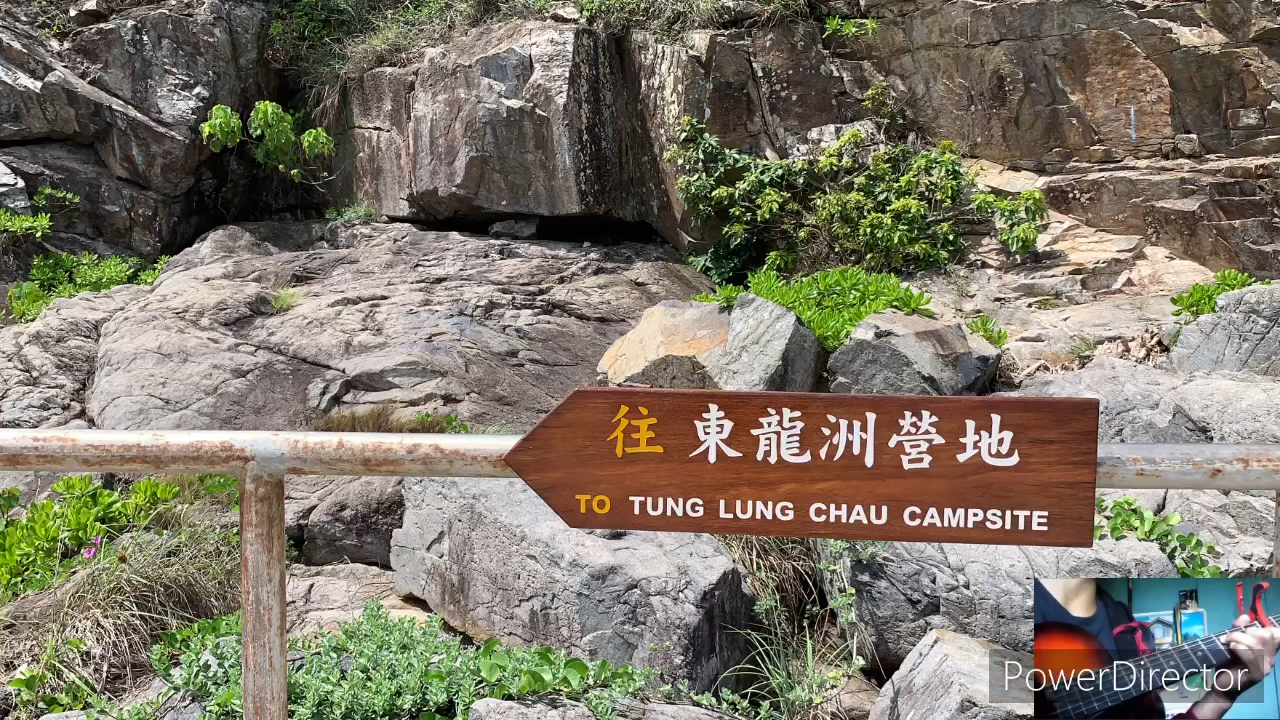 往 東龍洲營地
TO TUNG LUNG CHAU CAMPSITE
PowerDirector